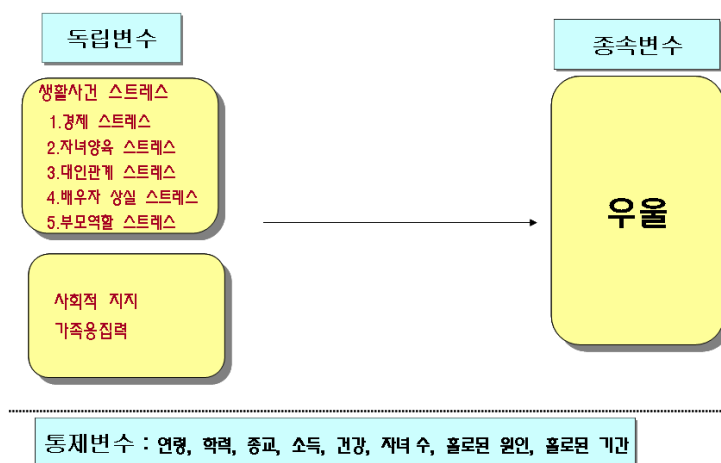 독립변수
종속변수
생활사건 스트레스
1.경제 스트레스
2.자녀양육 스트레스
3.대인관계 스트레스
4.배우자 상실 스트레스
5.부모역할 스트레스
우울
사회적 지지
가족응집력
통제변수 : 연령, 학력, 종교, 소득, 건강, 자녀 수, 홀로된 원인, 홀로된 기간